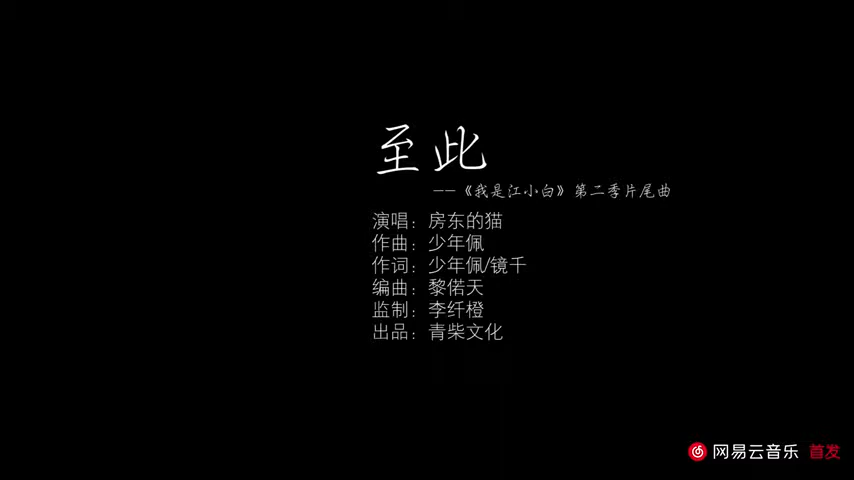 至此
——《我是江小白》第二季片尾曲
演唱：房东的猫
作曲：少年佩
作词：少年佩/镜千
编曲：黎偌天
监制：李纤橙
出品：青柴文化
网易云音乐 首发